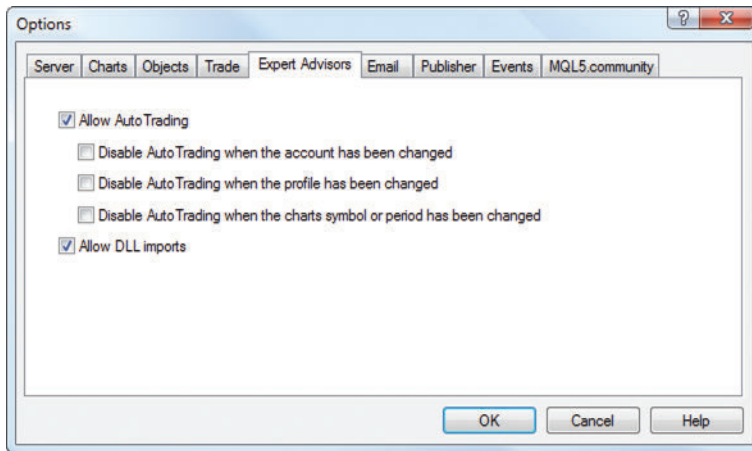 Options
Server Charts Objects Trade Expert Advisors Email Publisher Events MQL5.community
Allow AutoTrading
Disable AutoTrading when the account has been changed
Disable AutoTrading when the profile has been changed
Disable AutoTrading when the charts symbol or period has been changed
Allow DLL imports
OK Cancel Help